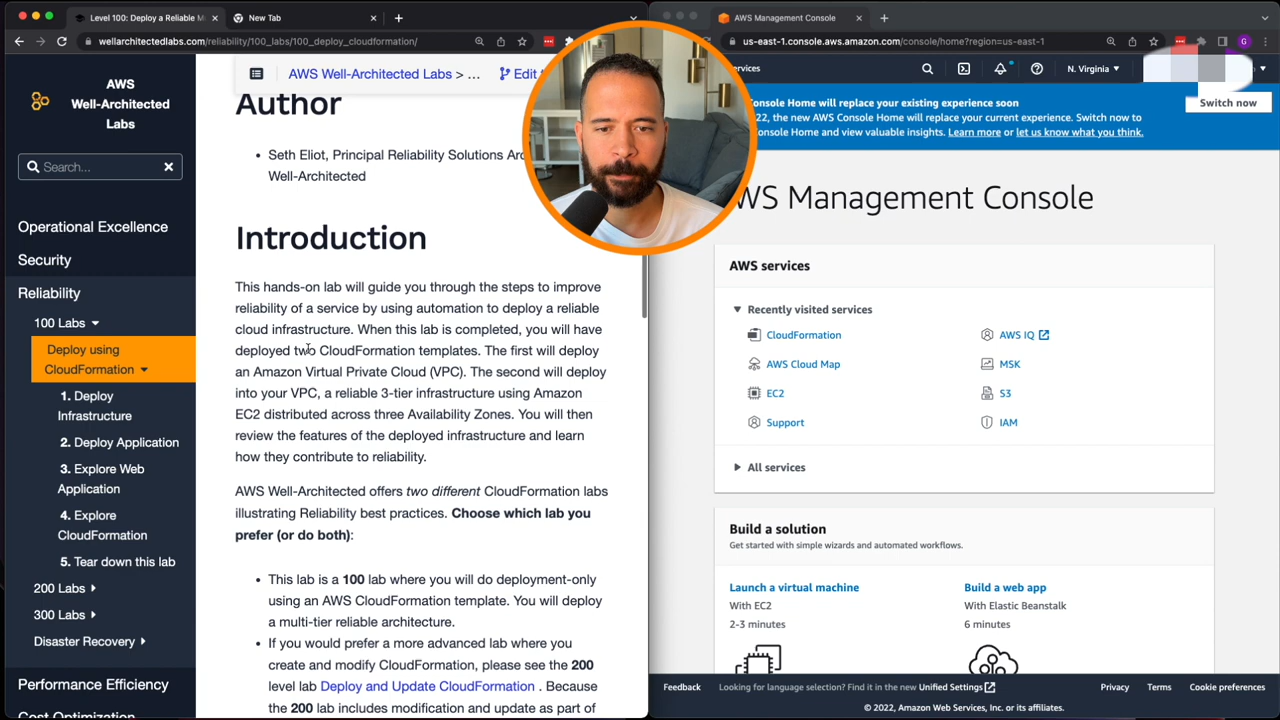 Level 100: Deploy a Reliable M
New Tab
wellarchitectedlabs.com/reliability/100_labs/100_deploy_cloudformation/
AWS
Well-Architected
Labs
Search...
Operational Excellence
Security
Reliability
100 Labs
Deploy using
CloudFormation
1. Deploy
Infrastructure
2. Deploy Application
3. Explore Web
Application
4. Explore
CloudFormation
5. Tear down this lab
200 Labs
300 Labs
Disaster Recovery
Performance Efficiency
Cost Optimization
AWS Well-Architected Labs > ...
Edit
Author
Seth Eliot, Principal Reliability Solutions
Well-Architected
Introduction
This hands-on lab will guide you through the steps to improve
reliability of a service by using automation to deploy a reliable
cloud infrastructure. When this lab is completed, you will have
deployed two CloudFormation templates. The first will deploy
an Amazon Virtual Private Cloud (VPC). The second will deploy
into your VPC, a reliable 3-tier infrastructure using Amazon
EC2 distributed across three Availability Zones. You will then
review the features of the deployed infrastructure and learn
how they contribute to reliability.
AWS Well-Architected offers two different CloudFormation labs
illustrating Reliability best practices. Choose which lab you
prefer (or do both):
This lab is a 100 lab where you will do deployment-only
using an AWS CloudFormation template. You will deploy
a multi-tier reliable architecture.
If you would prefer a more advanced lab where you
create and modify CloudFormation, please see the 200
level lab Deploy and Update CloudFormation . Because
the 200 lab includes modification and update as part of
AWS Management Console
us-east-1.console.aws.amazon.com/console/home?region=us-east-1
ervices
N. Virginia
Console Home will replace your existing experience soon
22, the new AWS Console Home will replace your current experience. Switch now to
Console Home and view valuable insights. Learn more or let us know what you think.
Switch now
WS Management Console
AWS services
Recently visited services
CloudFormation
AWS IQ
AWS Cloud Map
MSK
EC2
S3
Support
IAM
All services
Build a solution
Get started with simple wizards and automated workflows.
Launch a virtual machine
With EC2
2-3 minutes
Build a web app
With Elastic Beanstalk
6 minutes
Feedback
Looking for language selection? Find it in the new Unified Settings
Privacy
Terms
Cookie preferences
© 2022, Amazon Web Services, Inc. or its affiliates.